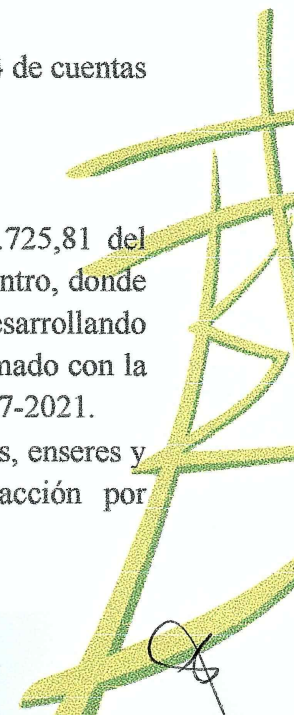 de cuentas
.725,81 del
ntro, donde
esarrollando
mado con la
7-2021.
s, enseres y
acción por